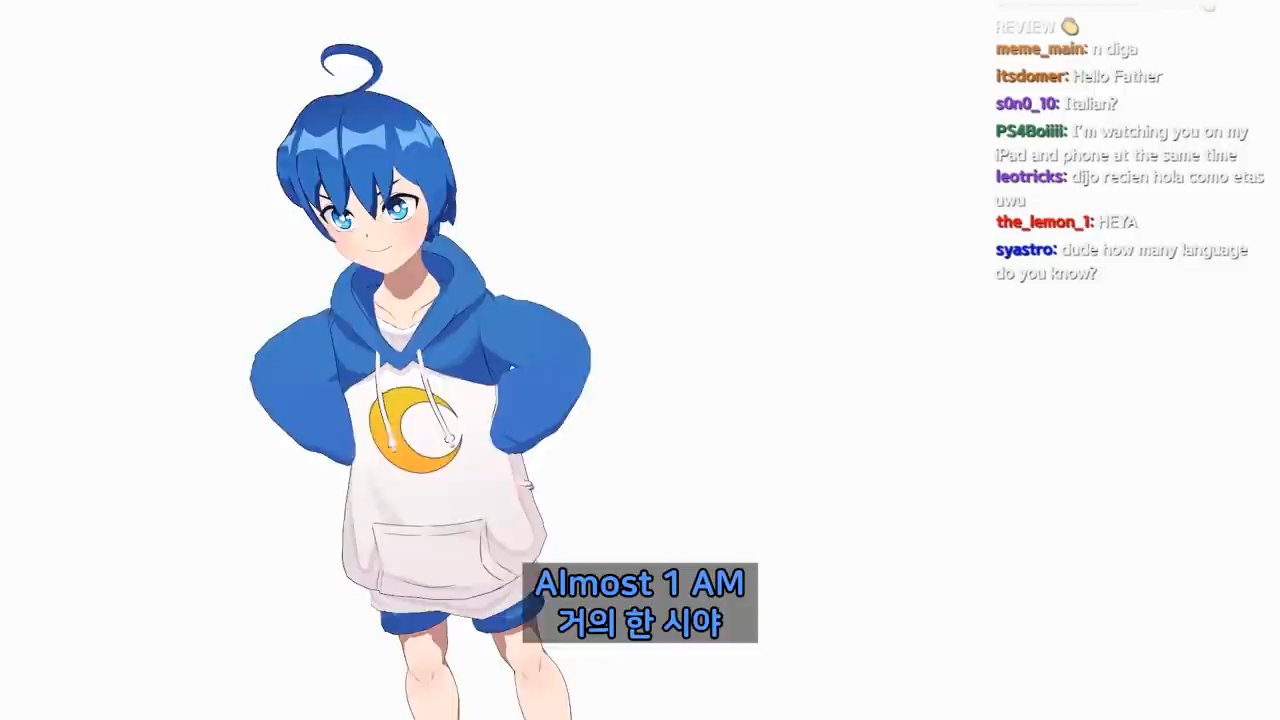 REVIEW
meme_main: n diga
itsdomer: Hello Father
s0n0_10: Italian?
PS4Boiiii: I'm watching you on my
iPad and phone at the same time
leotricks: dijo recien hola como etas
uwu
the_lemon_1: HEYA
syastro: dude how many language
do you know?
Almost 1 AM
거의 한 시야